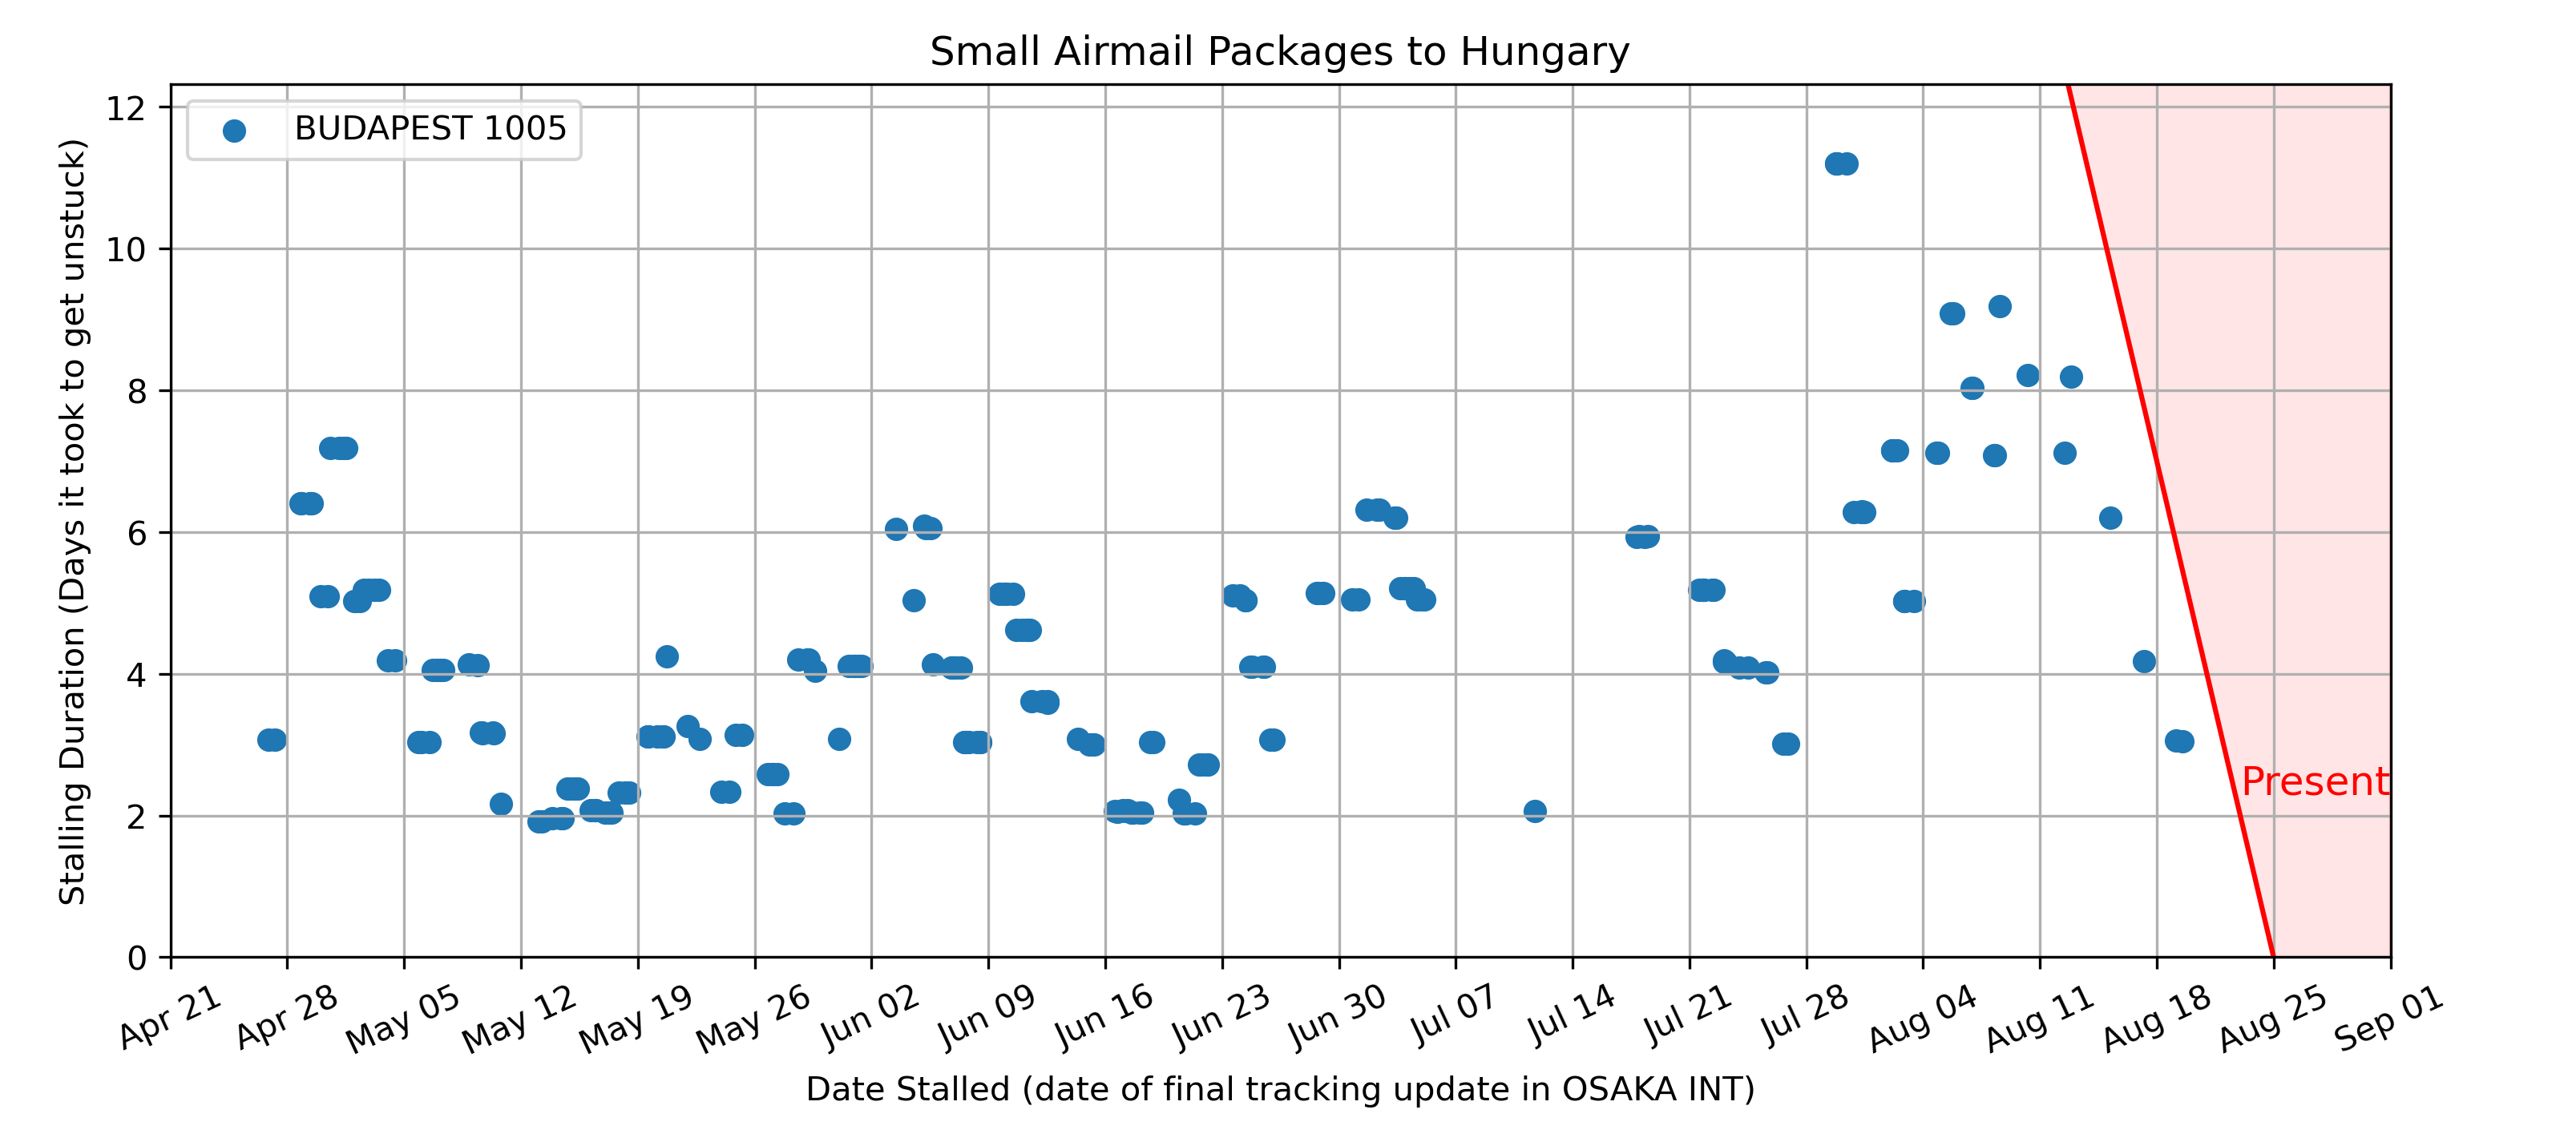 Small Airmail Packages to Hungary
BUDAPEST 1005
Stalling Duration (Days it took to get unstuck)
12
10
8
6
4
2
0
Present
Apr 21
Apr 28
May 05
May 12
May 19
May 26
Jun 02
Jun 09
Jun 16
Jun 23
Jun 30
Jul 07
Jul 14
Jul 21
Jul 28
Aug 04
Aug 11
Aug 18
Aug 25
Sep 01
Date Stalled (date of final tracking update in OSAKA INT)